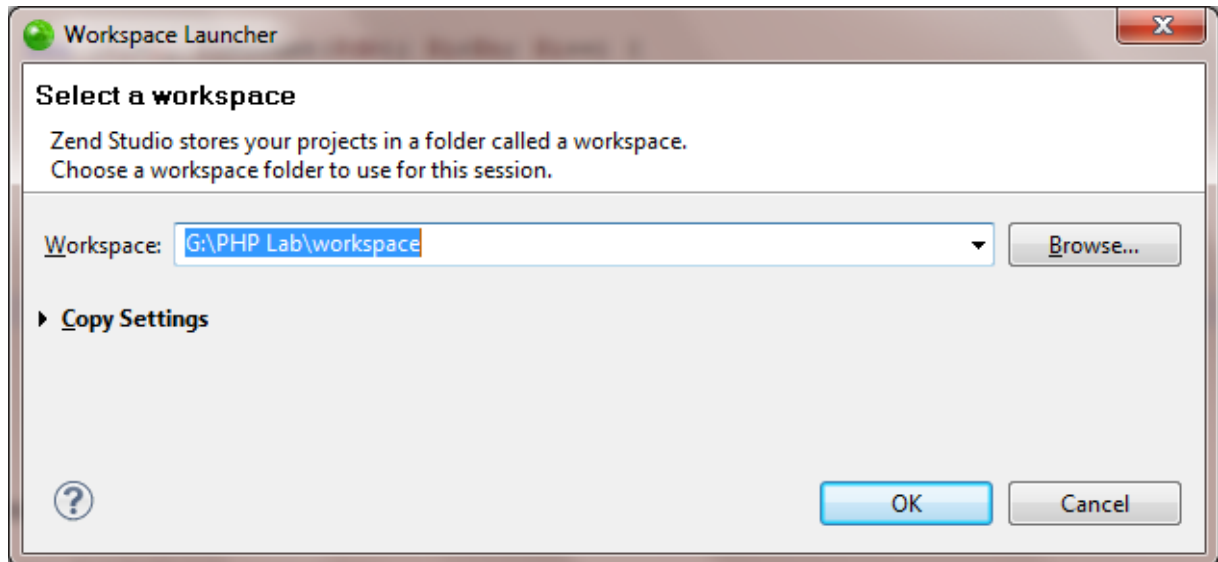 Workspace Launcher
Select a workspace
Zend Studio stores your projects in a folder called a workspace.
Choose a workspace folder to use for this session.
Workspace: G:\PHP Lab\workspace Browse...
Copy Settings
OK Cancel